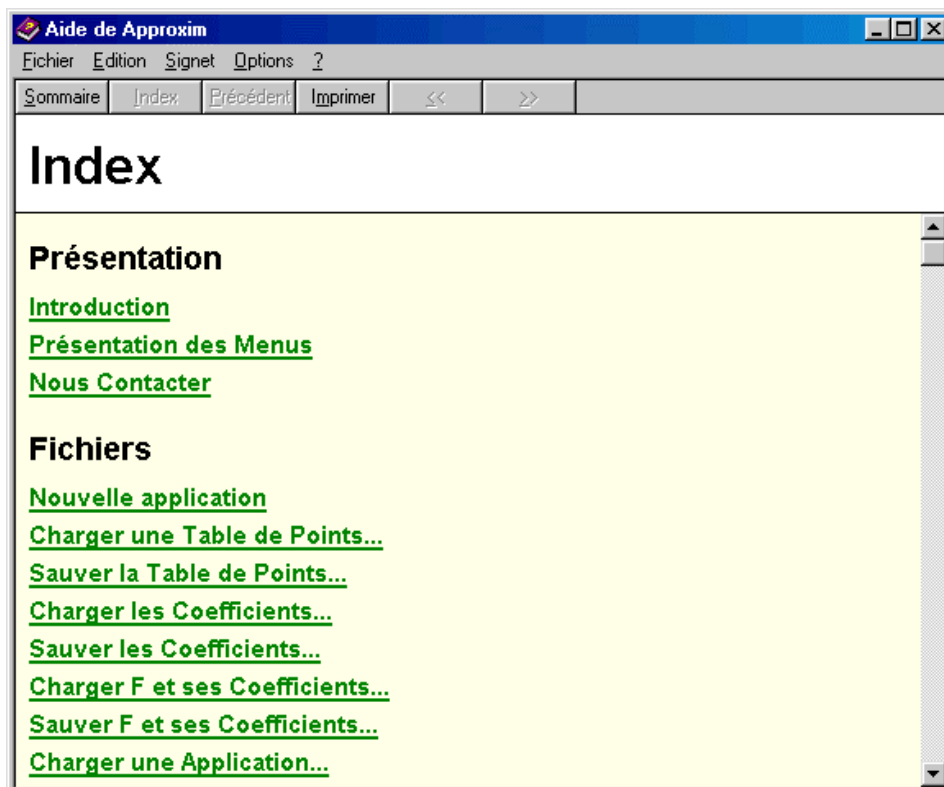 Aide de Approxim
Fichier Edition Signet Options ?
Sommaire Index Précédent Imprimer << >>
Index
Présentation
Introduction
Présentation des Menus
Nous Contacter
Fichiers
Nouvelle application
Charger une Table de Points...
Sauver la Table de Points...
Charger les Coefficients...
Sauver les Coefficients...
Charger F et ses Coefficients...
Sauver F et ses Coefficients...
Charger une Application...